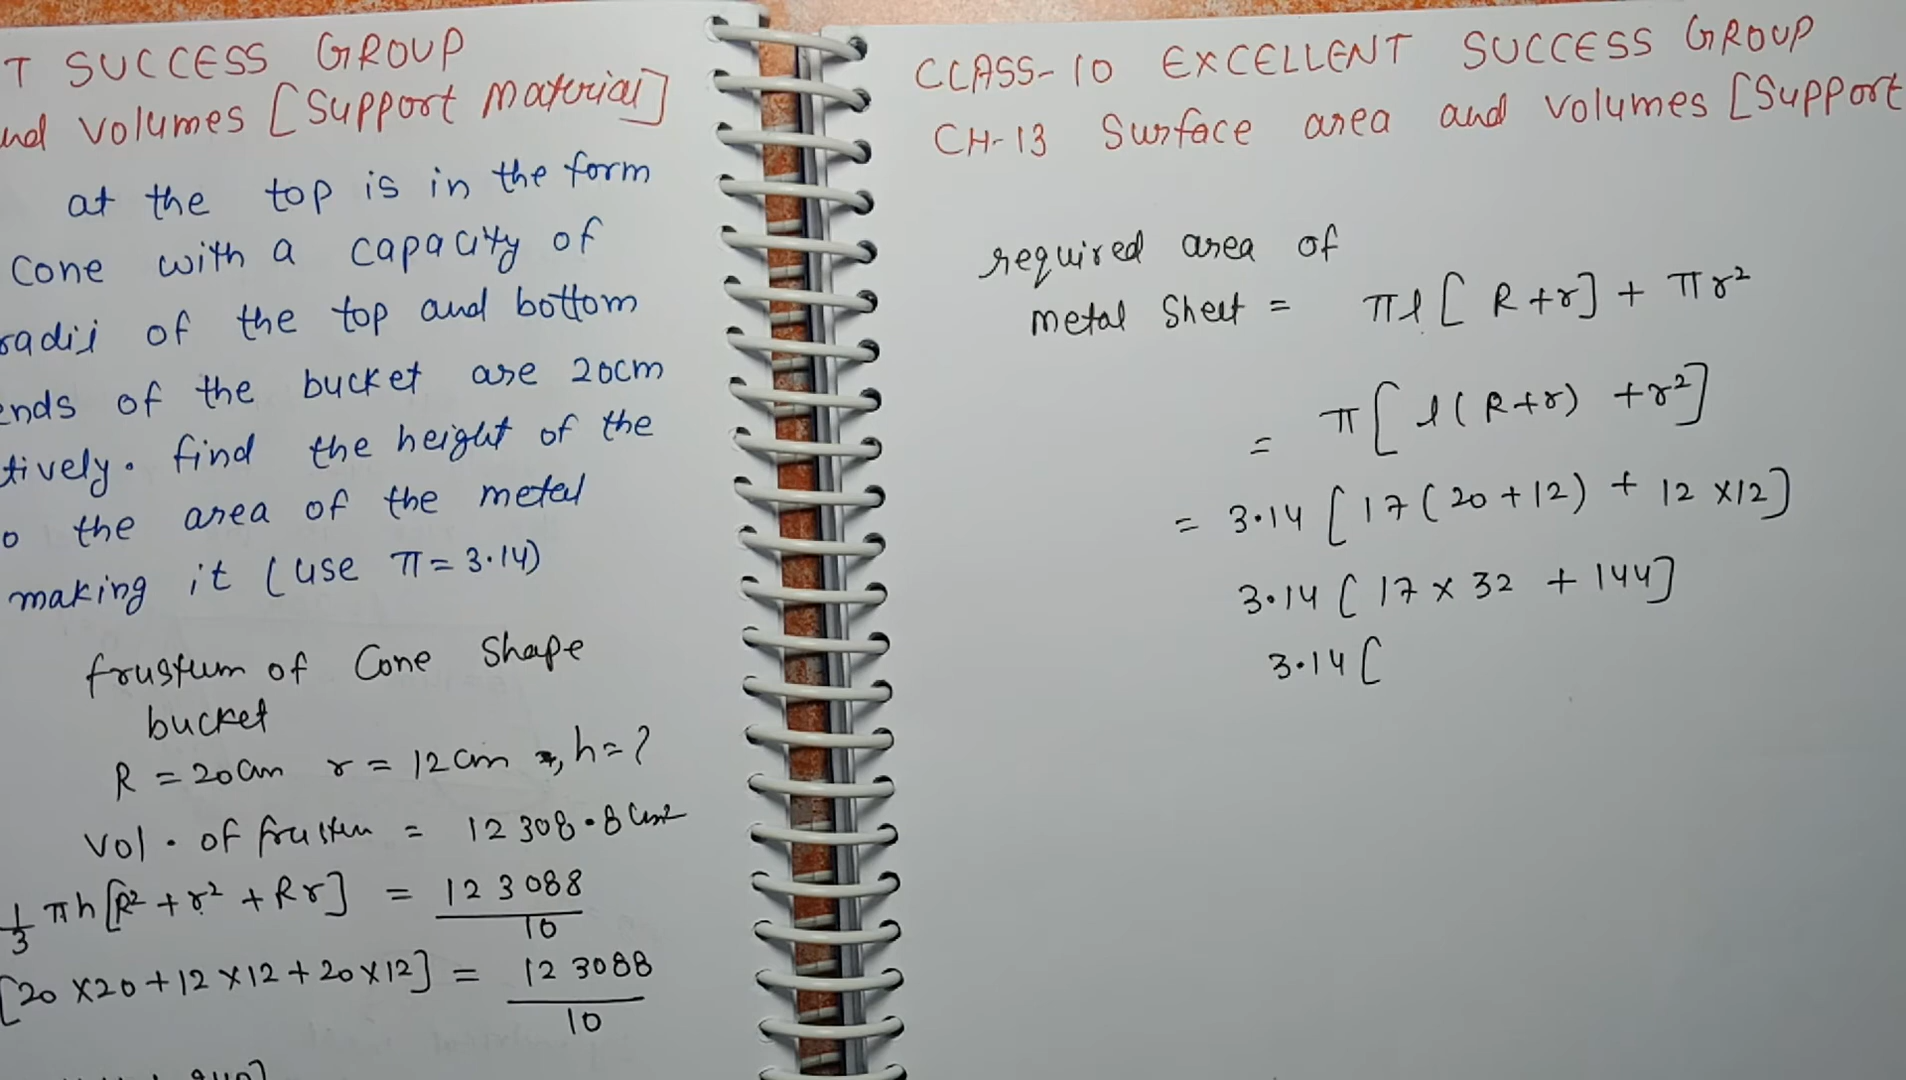 T SUCCESS GROUP
and volumes [Support material]
at the top is in the form
Cone with a capacity of
radii of the top and bottom
ends of the bucket are 20cm
tively. find the height of the
o the area of the metal
making it (use π = 3.14)
frustum of Cone Shape
bucket
R = 20cm r = 12cm , h = ?
Vol. of frustum = 12308.8 cm²
1/3 πh [R² + r² + Rr] = 123088/10
[20 × 20 + 12 × 12 + 20 × 12] = 123088/10
CLASS-10 EXCELLENT SUCCESS GROUP
CH-13 Surface area and volumes [Support
required area of
metal Sheet = πl [R + r] + πr²
= π [l(R+r) + r²]
= 3.14 [17(20+12) + 12 × 12]
3.14 [17 × 32 + 144]
3.14 [